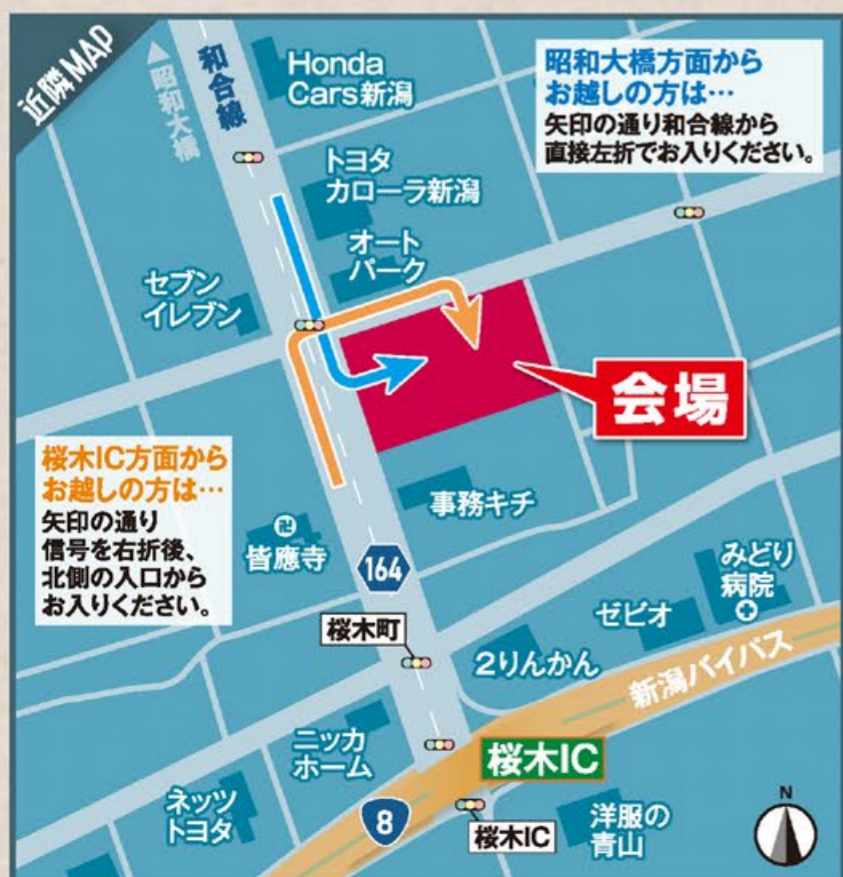 近隣MAP
▲昭和大橋
和合線
Honda
Cars新潟
昭和大橋方面から
お越しの方は…
矢印の通り和合線から
直接左折でお入りください。
トヨタ
カローラ新潟
オート
パーク
セブン
イレブン
会場
桜木IC方面から
お越しの方は…
矢印の通り
信号を右折後、
北側の入口から
お入りください。
事務キチ
卍
皆應寺
164
みどり
病院
桜木町
ゼビオ
2りんかん
新潟バイパス
ニッカ
ホーム
桜木IC
ネッツ
トヨタ
8
桜木IC
洋服の
青山
N